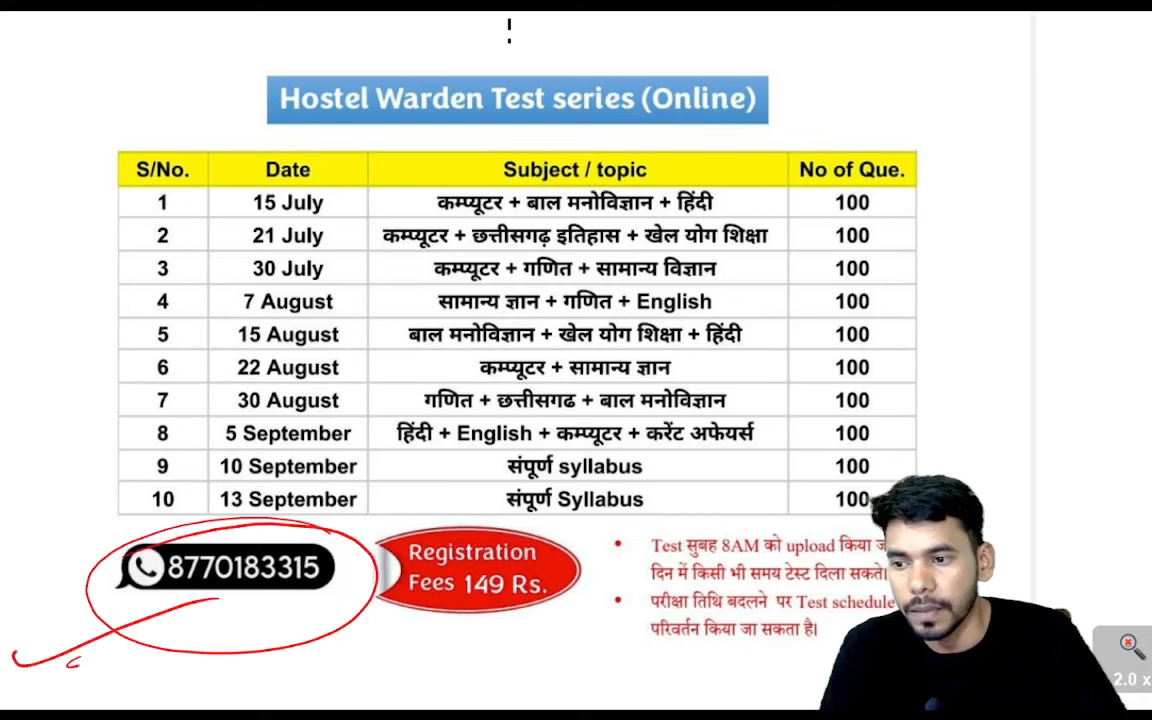 Hostel Warden Test series (Online)
S/No. Date Subject / topic No of Que.
1 15 July कम्प्यूटर + बाल मनोविज्ञान + हिंदी 100
2 21 July कम्प्यूटर + छत्तीसगढ़ इतिहास + खेल योग शिक्षा 100
3 30 July कम्प्यूटर + गणित + सामान्य विज्ञान 100
4 7 August सामान्य ज्ञान + गणित + English 100
5 15 August बाल मनोविज्ञान + खेल योग शिक्षा + हिंदी 100
6 22 August कम्प्यूटर + सामान्य ज्ञान 100
7 30 August गणित + छत्तीसगढ + बाल मनोविज्ञान 100
8 5 September हिंदी + English + कम्प्यूटर + करेंट अफेयर्स 100
9 10 September संपूर्ण syllabus 100
10 13 September संपूर्ण Syllabus 100
8770183315
Registration
Fees 149 Rs.
• Test सुबह 8AM को upload किया
दिन में किसी भी समय टेस्ट दिला सकते
• परीक्षा तिथि बदलने पर Test schedule
परिवर्तन किया जा सकता है।
2.0 x